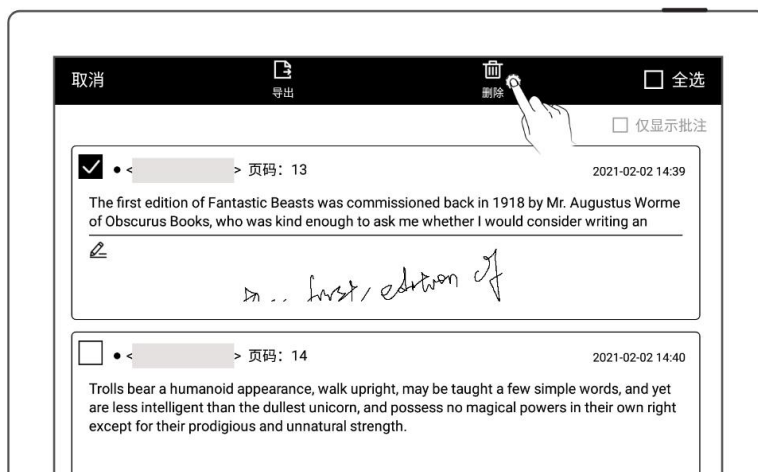 取消 导出 删除 全选
仅显示批注
• < > 页码：13 2021-02-02 14:39
The first edition of Fantastic Beasts was commissioned back in 1918 by Mr. Augustus Worme
of Obscurus Books, who was kind enough to ask me whether I would consider writing an
first, edition of
• < > 页码：14 2021-02-02 14:40
Trolls bear a humanoid appearance, walk upright, may be taught a few simple words, and yet
are less intelligent than the dullest unicorn, and possess no magical powers in their own right
except for their prodigious and unnatural strength.